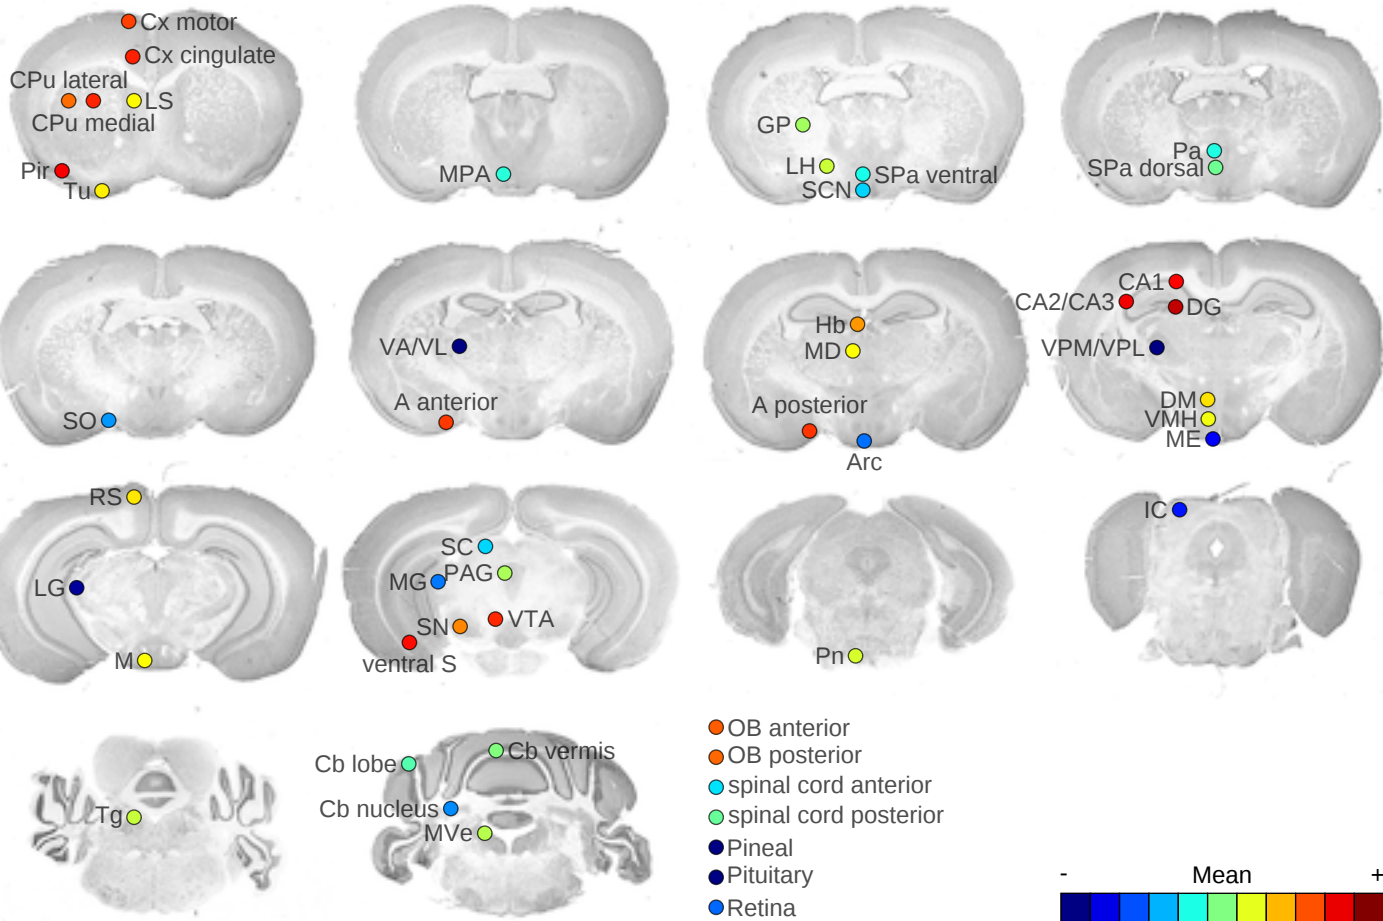 Cx motor
Cx cingulate
CPu lateral
LS
CPu medial
Pir
Tu
MPA
GP
LH
SPa ventral
SCN
Pa
SPa dorsal
SO
VA/VL
A anterior
Hb
MD
A posterior
Arc
CA1
CA2/CA3
DG
VPM/VPL
DM
VMH
ME
RS
LG
M
SC
MG
PAG
SN
VTA
ventral S
Pn
IC
Tg
Cb lobe
Cb vermis
Cb nucleus
MVe
OB anterior
OB posterior
spinal cord anterior
spinal cord posterior
Pineal
Pituitary
Retina
- Mean +